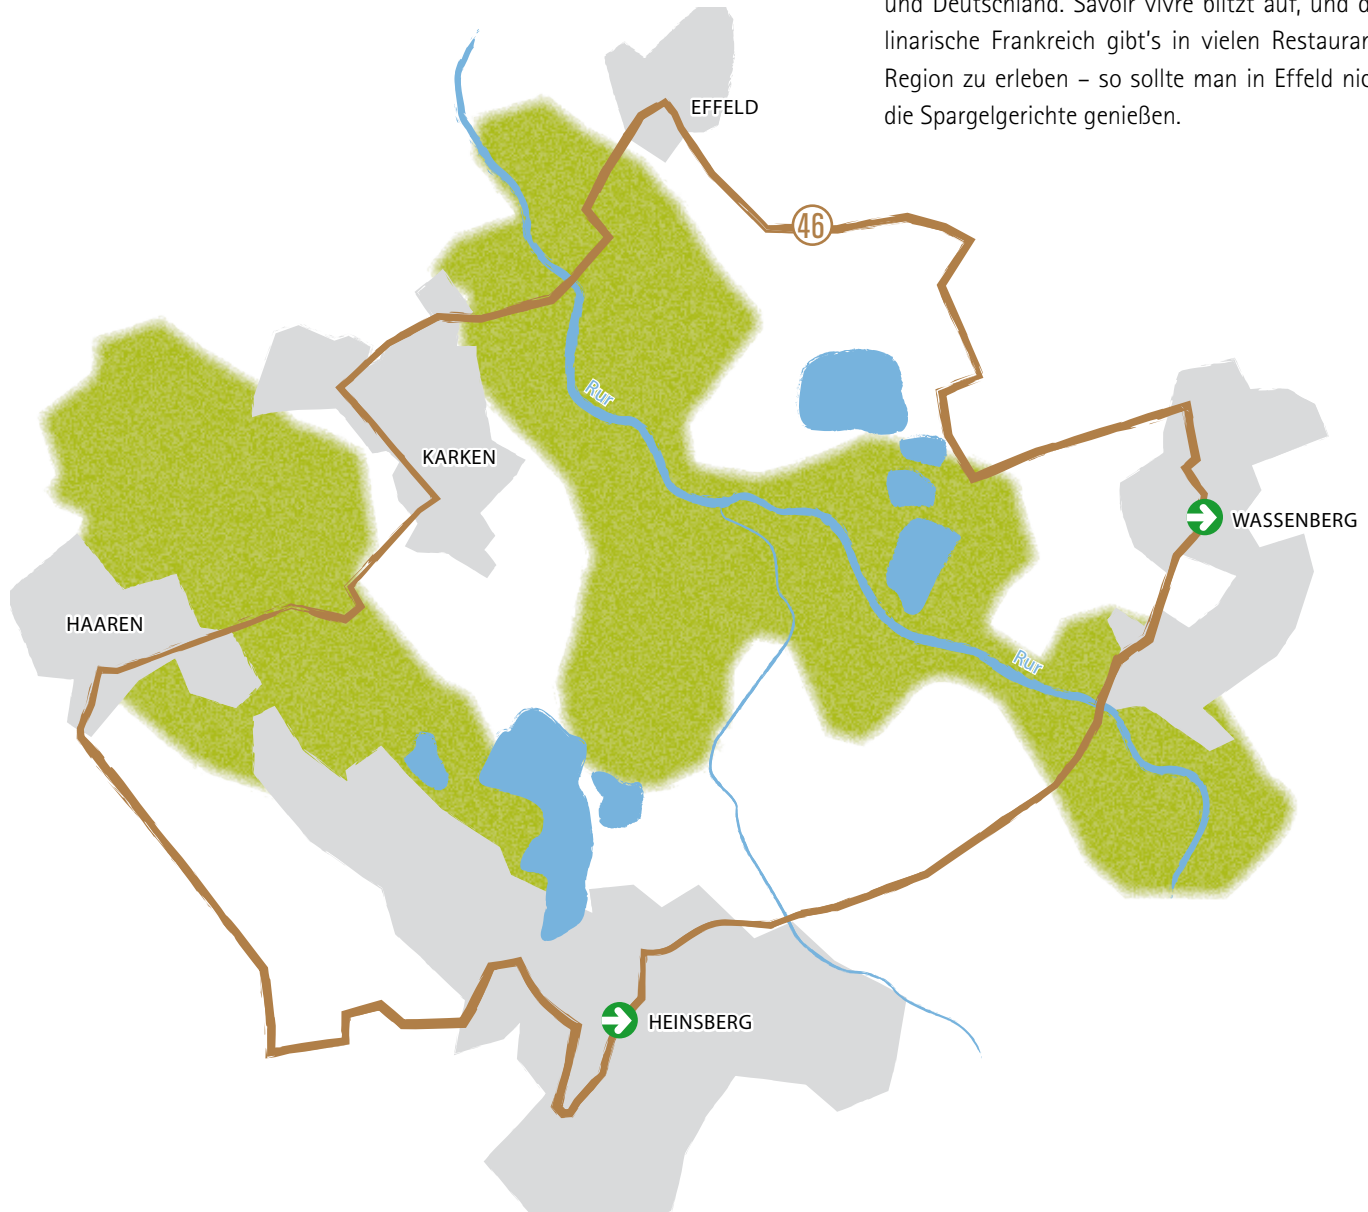 und Deutschland. Savoir vivre blitzt auf, und d
linarische Frankreich gibt's in vielen Restauran
Region zu erleben – so sollte man in Effeld nic
die Spargelgerichte genießen.
EFFELD
46
Rur
KARKEN
WASSENBERG
HAAREN
Rur
HEINSBERG